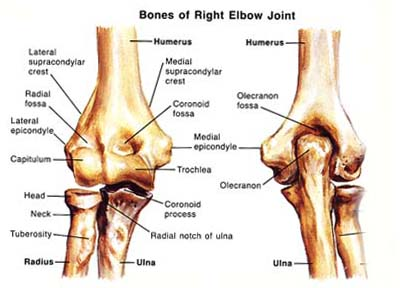 Bones of Right Elbow Joint
Humerus
Lateral
supracondylar
crest
Medial
supracondylar
crest
Radial
fossa
Coronoid
fossa
Lateral
epicondyle
Medial
epicondyle
Capitulum
Trochlea
Head
Neck
Coronoid
process
Tuberosity
Radial notch of ulna
Radius
Ulna
Humerus
Olecranon
fossa
Olecranon
Ulna